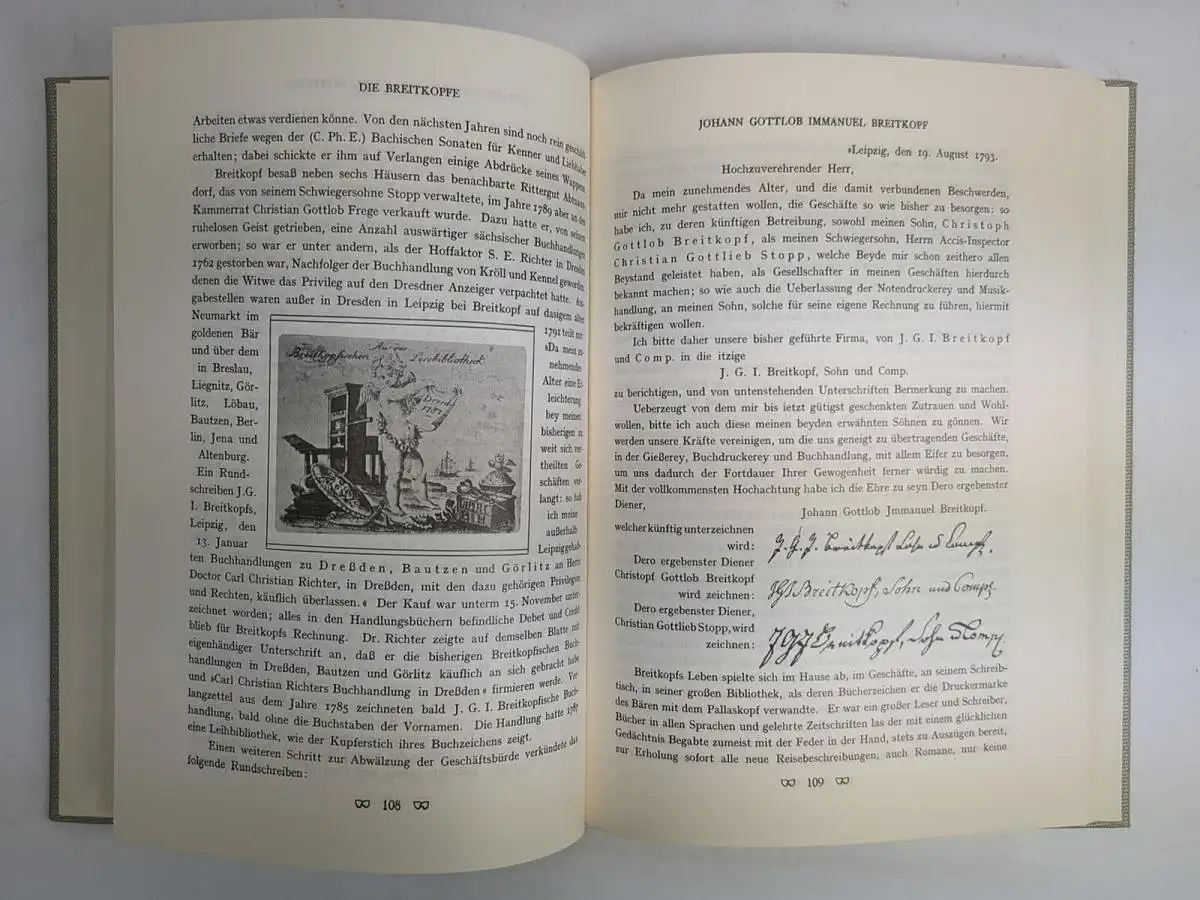 DIE BREITKOPFE
Arbeiten etwas verdienen könne. Von den nächsten Jahren sind noch rein geschäft-
liche Briefe wegen der (C. Ph. E.) Bachischen Sonaten für Kenner und Liebhaber
erhalten; dabei schickte er ihm auf Verlangen einige Abdrücke seines Wappens
Breitkopf besaß neben sechs Häusern das benachbarte Rittergut Abtnaun-
dorf, das von seinem Schwiegersohne Stopp verwaltete, im Jahre 1789 aber an den
Kammerrat Christian Gottlob Frege verkauft wurde. Dazu hatte er, von seinen
ruhelosen Geist getrieben, eine Anzahl auswärtiger sächsischer Buchhandlungen
erworben; so war er unter andern, als der Hoffaktor S. E. Richter in Dresden
1762 gestorben war, Nachfolger der Buchhandlung von Kröll und Kennel geworden,
denen die Witwe das Privileg auf den Dresdner Anzeiger verpachtet hatte. Aus-
gabestellen waren außer in Dresden in Leipzig bei Breitkopf auf dasigem alten
Neumarkt im
goldenen Bär
und über dem
in Breslau,
Liegnitz, Gör-
litz, Löbau,
Bautzen, Ber-
lin, Jena und
Altenburg.
Ein Rund-
schreiben J.G.
I. Breitkopfs,
Leipzig, den
13. Januar
Aus der
Breitkopfischen Lesebibliothek
Dresd.
1787
1791 teilt mit:
»Da mein zu-
nehmendes
Alter eine Er-
leichterung
bey meinen
bisherigen zu
weit sich ver-
theilten Ge-
schäften ver-
langt: so hab
ich meine
außerhalb
Leipzig gehab-
ten Buchhandlungen zu Dreßden, Bautzen und Görlitz an Herrn
Doctor Carl Christian Richter, in Dreßden, mit den dazu gehörigen Privilegien
und Rechten, käuflich überlassen.« Der Kauf war unterm 15. November unter-
zeichnet worden; alles in den Handlungsbüchern befindliche Debet und Credit
blieb für Breitkopfs Rechnung. Dr. Richter zeigte auf demselben Blatte mit
eigenhändiger Unterschrift an, daß er die bisherigen Breitkopfischen Buch-
handlungen in Dreßden, Bautzen und Görlitz käuflich an sich gebracht habe
und »Carl Christian Richters Buchhandlung in Dreßden« firmieren werde. Ver-
langzettel aus dem Jahre 1785 zeichneten bald J. G. I. Breitkopfische Buch-
handlung, bald ohne die Buchstaben der Vornamen. Die Handlung hatte 1787
eine Leihbibliothek, wie der Kupferstich ihres Buchzeichens zeigt.
Einen weiteren Schritt zur Abwälzung der Geschäftsbürde verkündete das
folgende Rundschreiben:
108
JOHANN GOTTLOB IMMANUEL BREITKOPF
»Leipzig, den 19. August 1793.
Hochzuverehrender Herr,
Da mein zunehmendes Alter, und die damit verbundenen Beschwerden,
mir nicht mehr gestatten wollen, die Geschäfte so wie bisher zu besorgen: so
habe ich, zu deren künftigen Betreibung, sowohl meinen Sohn, Christoph
Gottlob Breitkopf, als meinen Schwiegersohn, Herrn Accis-Inspector
Christian Gottlieb Stopp, welche Beyde mir schon zeithero allen
Beystand geleistet haben, als Gesellschafter in meinen Geschäften hierdurch
bekannt machen; so wie auch die Ueberlassung der Notendruckerey und Musik-
handlung, an meinen Sohn, solche für seine eigene Rechnung zu führen, hiermit
bekräftigen wollen.
Ich bitte daher unsere bisher geführte Firma, von J. G. I. Breitkopf
und Comp. in die itzige
J. G. I. Breitkopf, Sohn und Comp.
zu berichtigen, und von untenstehenden Unterschriften Bermerkung zu machen.
Ueberzeugt von dem mir bis ietzt gütigst geschenkten Zutrauen und Wohl-
wollen, bitte ich auch diese meinen beyden erwähnten Söhnen zu gönnen. Wir
werden unsere Kräfte vereinigen, um die uns geneigt zu übertragenden Geschäfte,
in der Gießerey, Buchdruckerey und Buchhandlung, mit allem Eifer zu besorgen,
um uns dadurch der Fortdauer Ihrer Gewogenheit ferner würdig zu machen.
Mit der vollkommensten Hochachtung habe ich die Ehre zu seyn Dero ergebenster
Diener,
Johann Gottlob Jmmanuel Breitkopf.
welcher künftig unterzeichnen
wird:
J. G. J. Breitkopf Sohn u Comp.
Dero ergebenster Diener
Christopf Gottlob Breitkopf
wird zeichnen:
JGJ Breitkopf, Sohn und Comp.
Dero ergebenster Diener,
Christian Gottlieb Stopp, wird
zeichnen:
JGJ Breitkopf, Sohn u Comp.
Breitkopfs Leben spielte sich im Hause ab, im Geschäfte, an seinem Schreib-
tisch, in seiner großen Bibliothek, als deren Bücherzeichen er die Druckermarke
des Bären mit dem Pallaskopf verwandte. Er war ein großer Leser und Schreiber,
Bücher in allen Sprachen und gelehrte Zeitschriften las der mit einem glücklichen
Gedächtnis Begabte zumeist mit der Feder in der Hand, stets zu Auszügen bereit,
zur Erholung sofort alle neue Reisebeschreibungen, auch Romane, nur keine
109